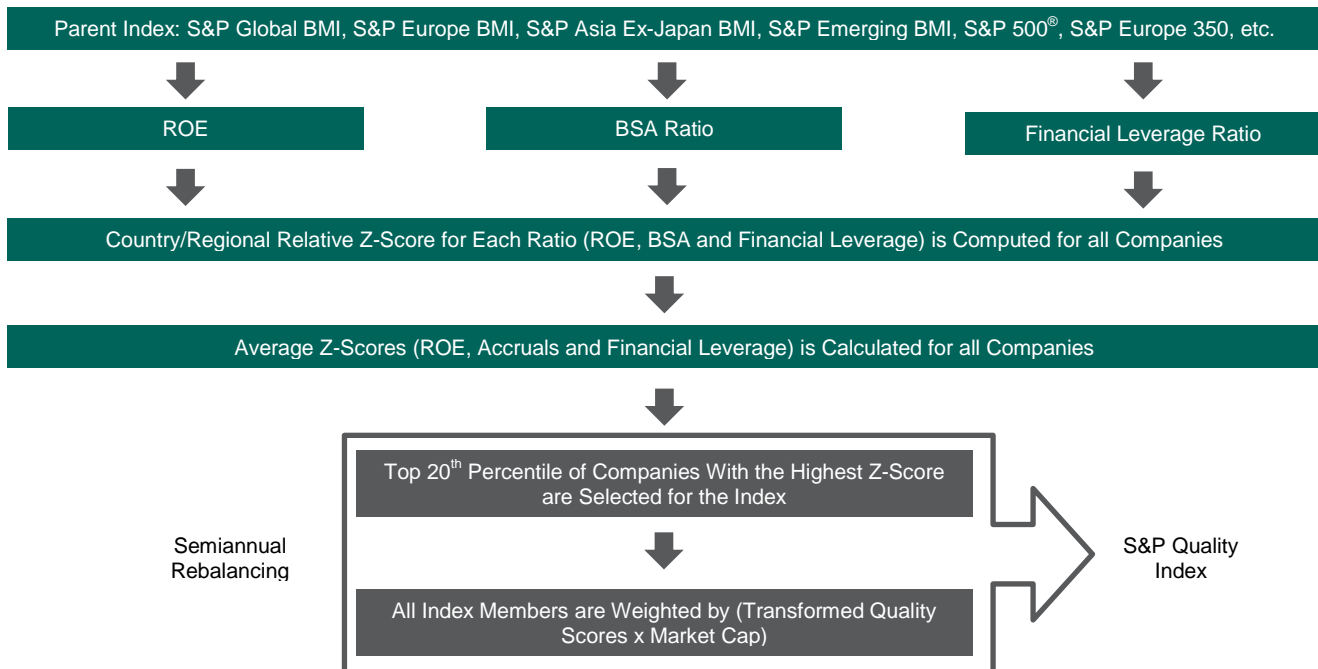 Parent Index: S&P Global BMI, S&P Europe BMI, S&P Asia Ex-Japan BMI, S&P Emerging BMI, S&P 500®, S&P Europe 350, etc.
ROE
BSA Ratio
Financial Leverage Ratio
Country/Regional Relative Z-Score for Each Ratio (ROE, BSA and Financial Leverage) is Computed for all Companies
Average Z-Scores (ROE, Accruals and Financial Leverage) is Calculated for all Companies
Top 20th Percentile of Companies With the Highest Z-Score
are Selected for the Index
Semiannual
Rebalancing
S&P Quality
Index
All Index Members are Weighted by (Transformed Quality
Scores x Market Cap)